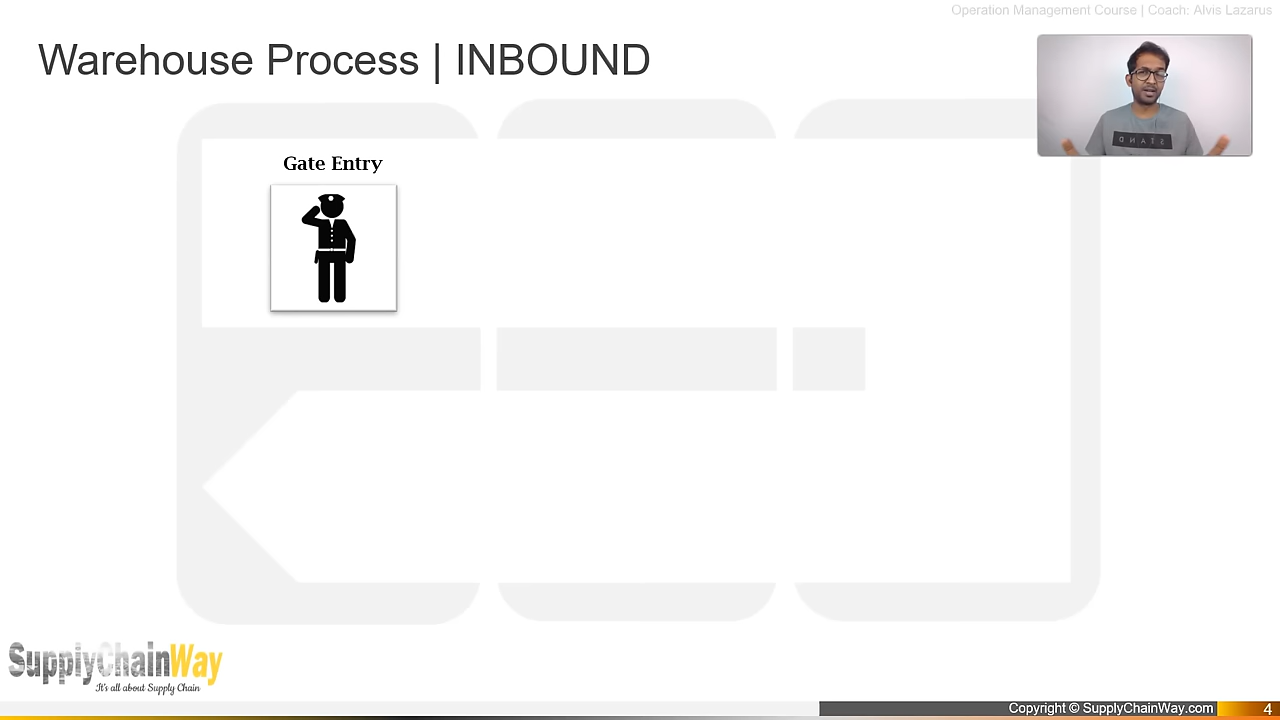 Operation Management Course | Coach: Alvis Lazarus
Warehouse Process | INBOUND
Gate Entry
SupplyChainWay
It's all about Supply Chain
Copyright © SupplyChainWay.com
4